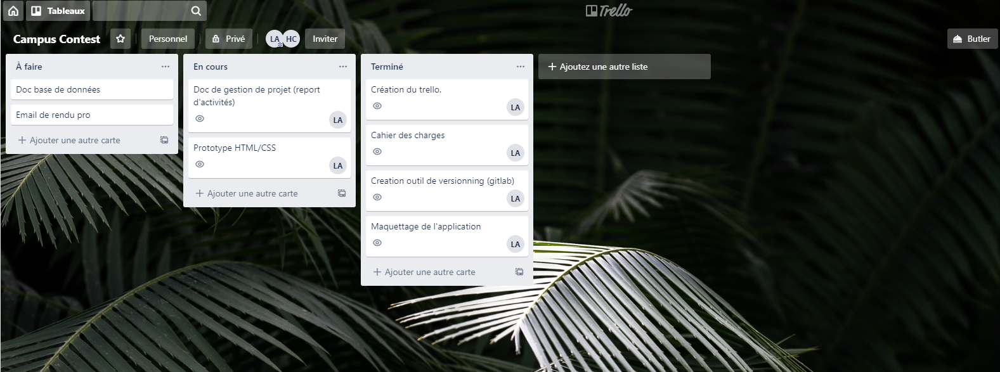 Tableaux
Trello
Campus Contest
Personnel
Privé
LA
HC
Inviter
Butler
À faire
Doc base de données
Email de rendu pro
Ajouter une autre carte
En cours
Doc de gestion de projet (report
d'activités)
LA
Prototype HTML/CSS
LA
Ajouter une autre carte
Terminé
Création du trello.
LA
Cahier des charges
LA
Creation outil de versionning (gitlab)
LA
Maquettage de l'application
LA
Ajouter une autre carte
Ajoutez une autre liste